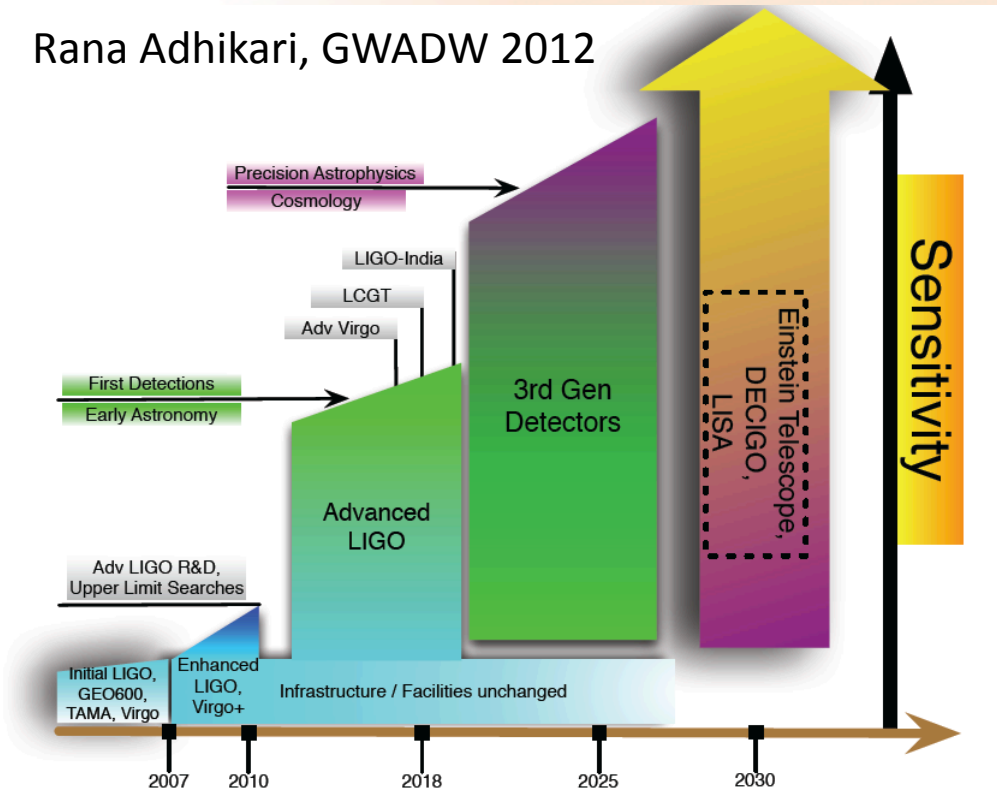 Rana Adhikari, GWADW 2012
Precision Astrophysics
Cosmology
LIGO-India
LCGT
Adv Virgo
First Detections
Early Astronomy
3rd Gen
Detectors
Einstein Telescope,
DECIGO,
LISA
Sensitivity
Advanced
LIGO
Adv LIGO R&D,
Upper Limit Searches
Initial LIGO,
GEO600,
TAMA, Virgo
Enhanced
LIGO,
Virgo+
Infrastructure / Facilities unchanged
2007
2010
2018
2025
2030